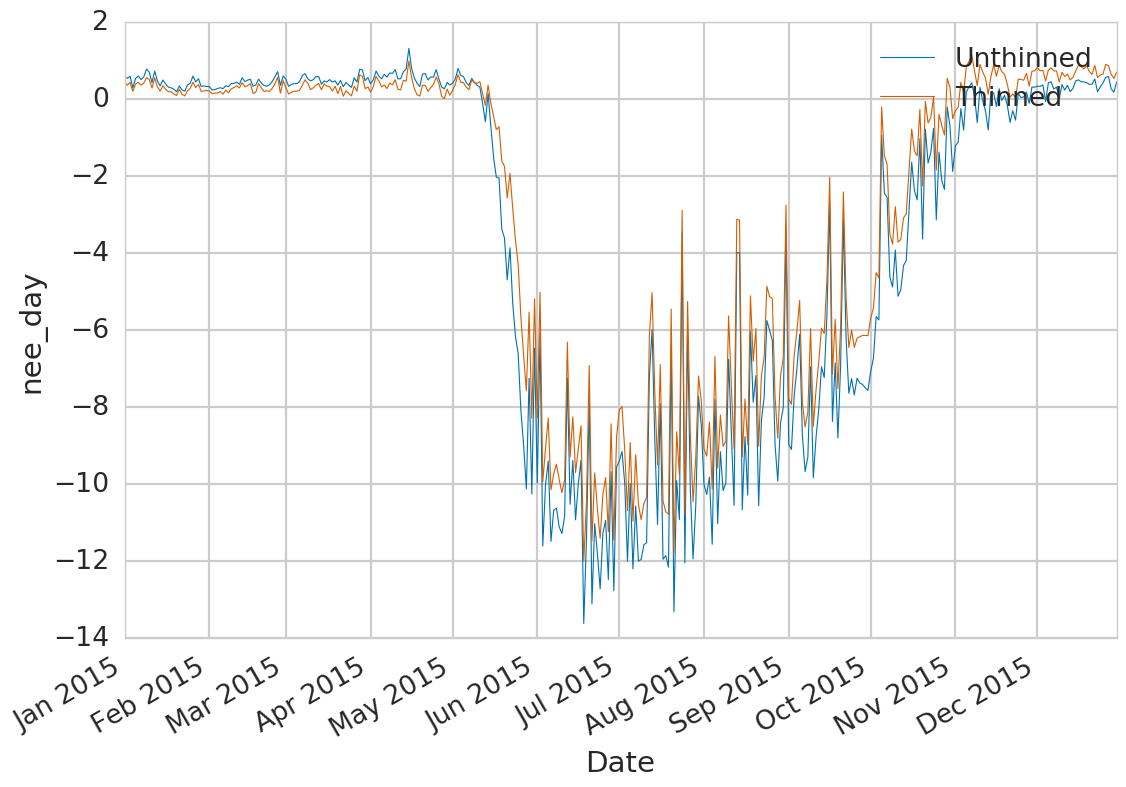 2
0
−2
−4
−6
−8
−10
−12
−14
nee_day
Unthinned
Thinned
Jan 2015
Feb 2015
Mar 2015
Apr 2015
May 2015
Jun 2015
Jul 2015
Aug 2015
Sep 2015
Oct 2015
Nov 2015
Dec 2015
Date